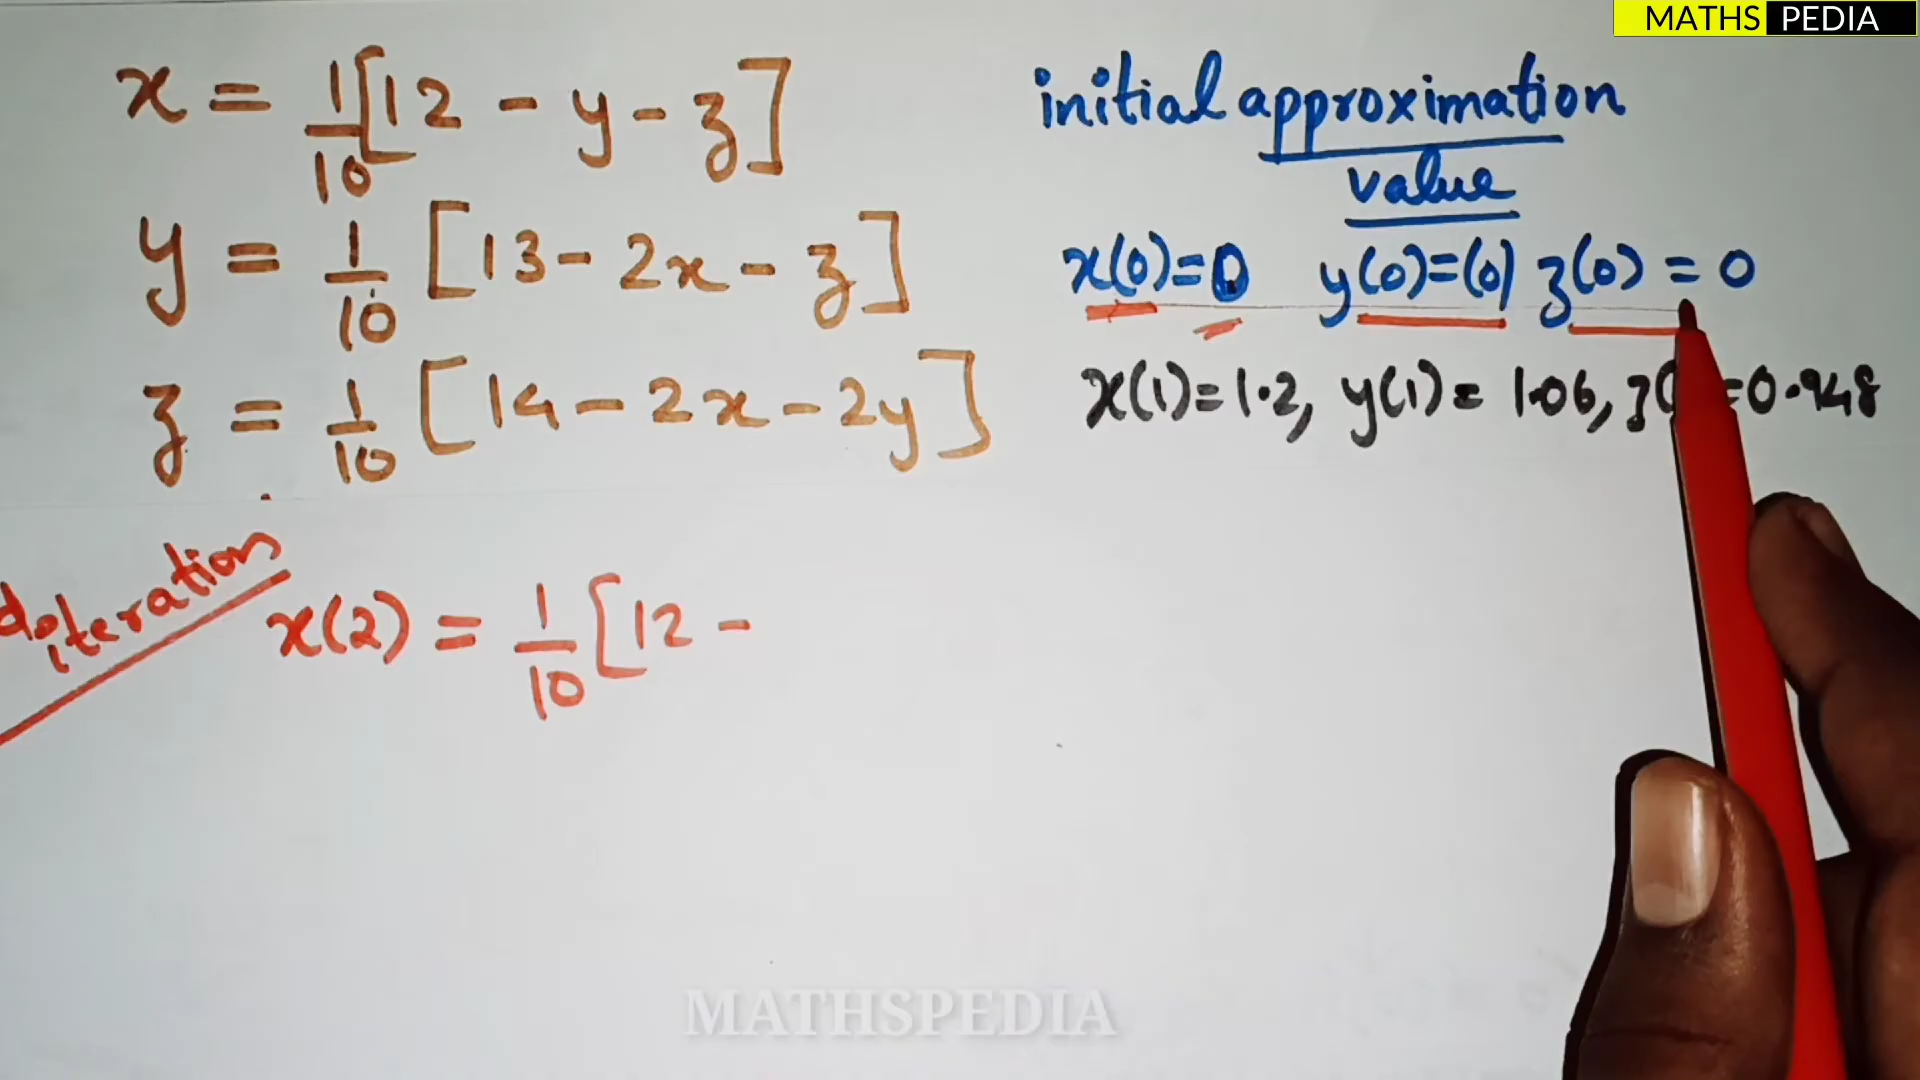 MATHS PEDIA
x = 1/10 [12 - y - z]
y = 1/10 [13 - 2x - z]
z = 1/10 [14 - 2x - 2y]
initial approximation
value
x(0)=0 y(0)=(0) z(0) = 0
x(1)=1.2, y(1) = 1.06, z( =0.948
iteration
x(2) = 1/10 [12 -
MATHSPEDIA